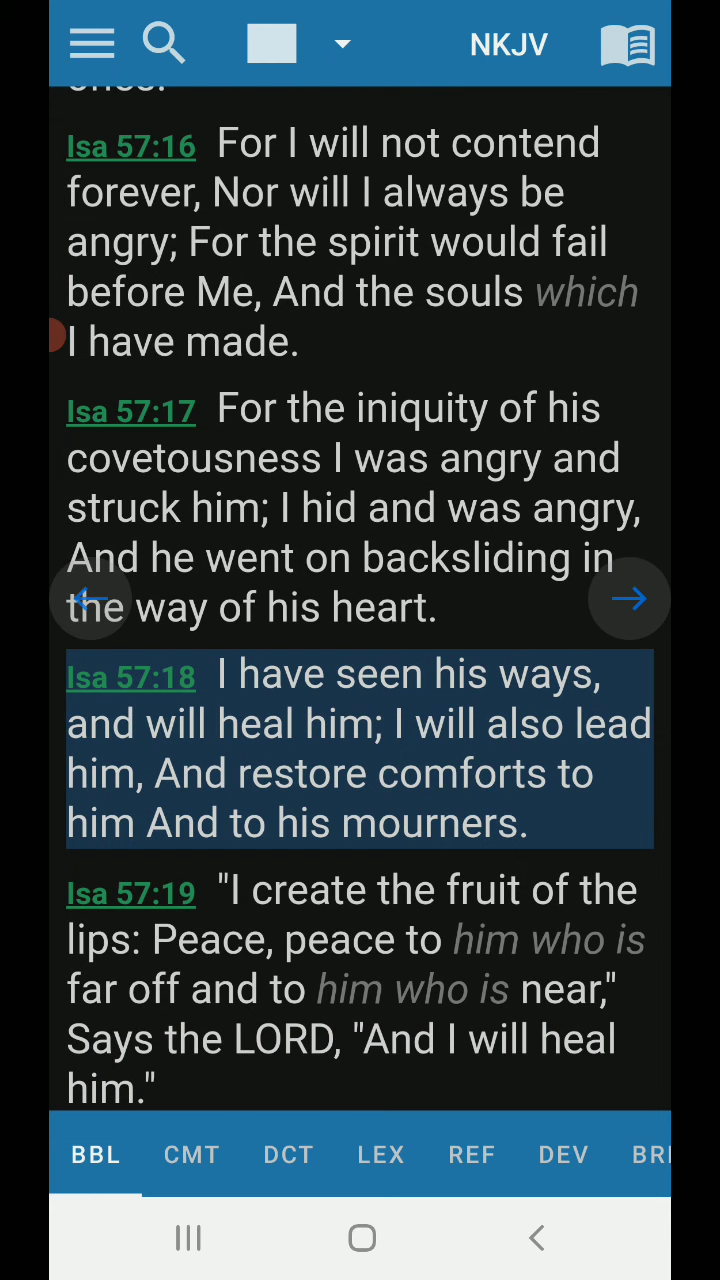 NKJV
Isa 57:16 For I will not contend
forever, Nor will I always be
angry; For the spirit would fail
before Me, And the souls which
I have made.
Isa 57:17 For the iniquity of his
covetousness I was angry and
struck him; I hid and was angry,
And he went on backsliding in
the way of his heart.
Isa 57:18 I have seen his ways,
and will heal him; I will also lead
him, And restore comforts to
him And to his mourners.
Isa 57:19 "I create the fruit of the
lips: Peace, peace to him who is
far off and to him who is near,"
Says the LORD, "And I will heal
him."
BBL CMT DCT LEX REF DEV